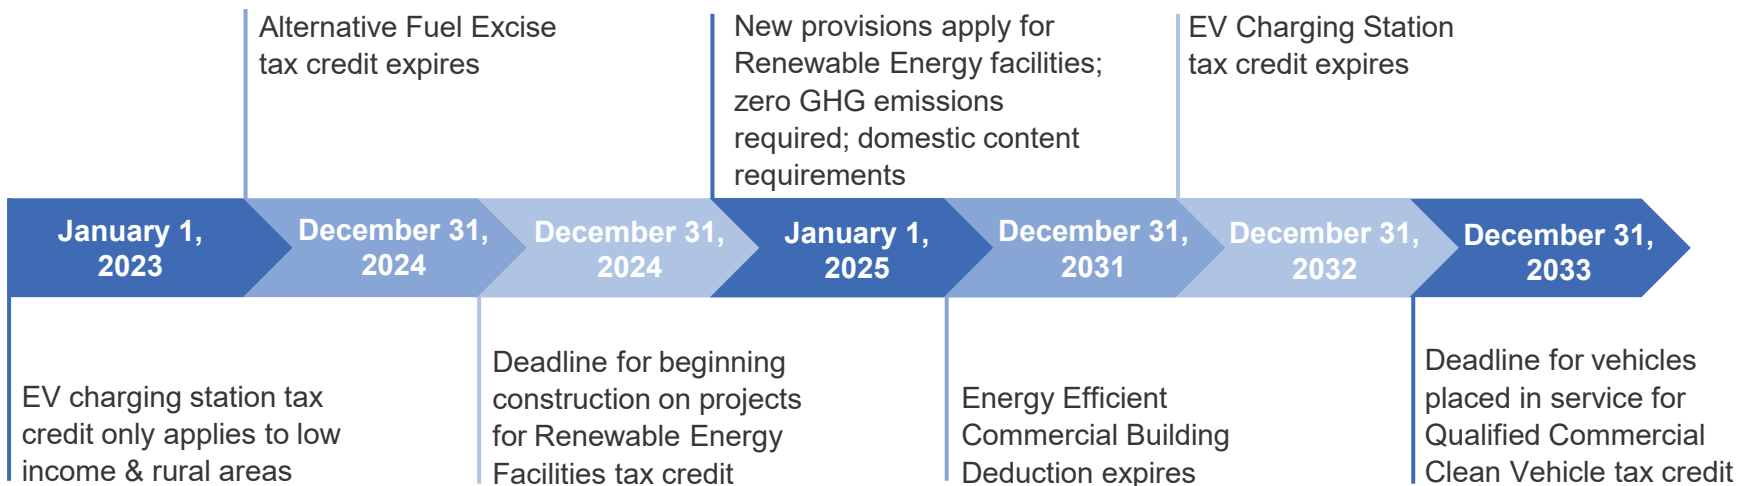 Alternative Fuel Excise
tax credit expires
New provisions apply for
Renewable Energy facilities;
zero GHG emissions
required; domestic content
requirements
EV Charging Station
tax credit expires
January 1,
2023
December 31,
2024
December 31,
2024
January 1,
2025
December 31,
2031
December 31,
2032
December 31,
2033
EV charging station tax
credit only applies to low
income & rural areas
Deadline for beginning
construction on projects
for Renewable Energy
Facilities tax credit
Energy Efficient
Commercial Building
Deduction expires
Deadline for vehicles
placed in service for
Qualified Commercial
Clean Vehicle tax credit